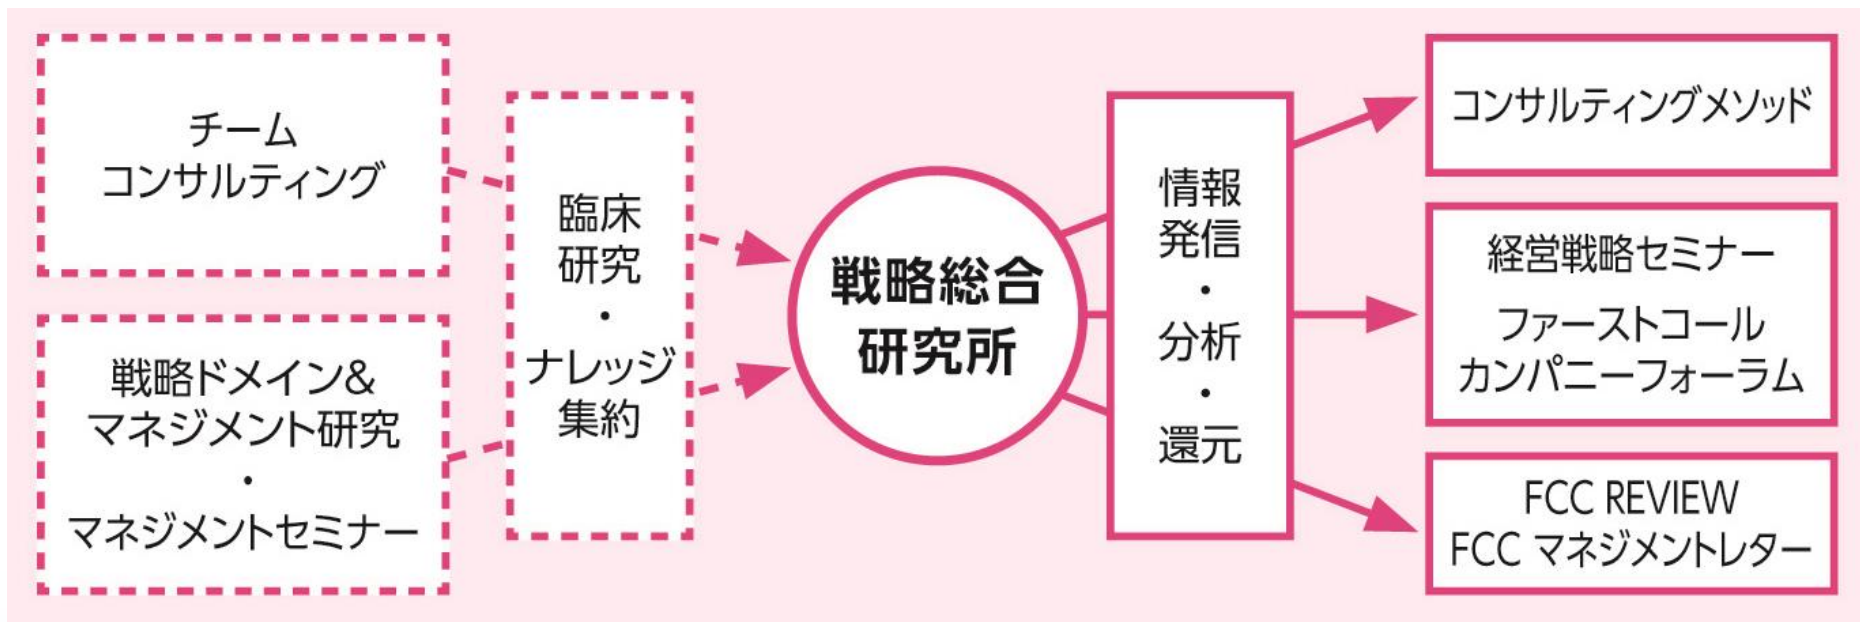 チーム
コンサルティング
戦略ドメイン&
マネジメント研究
・
マネジメントセミナー
臨床
研究
・
ナレッジ
集約
戦略総合
研究所
情報
発信
・
分析
・
還元
コンサルティングメソッド
経営戦略セミナー
ファーストコール
カンパニーフォーラム
FCC REVIEW
FCC マネジメントレター